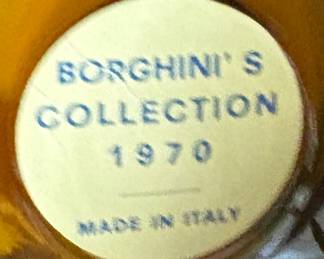 BORGHINI'S
COLLECTION
1970
MADE IN ITALY